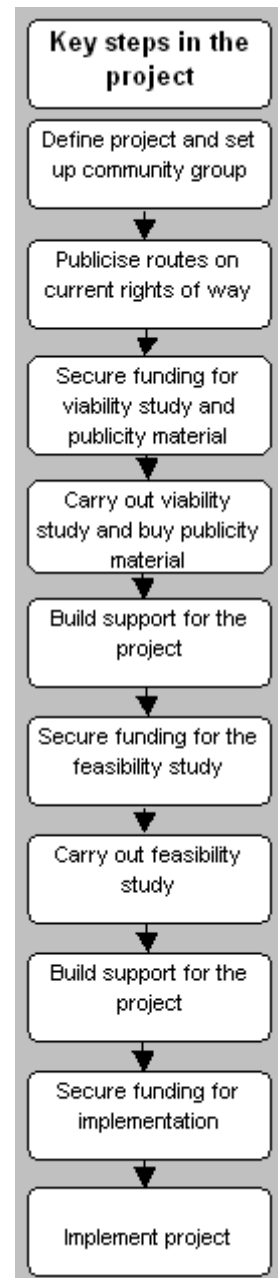 Key steps in the
project
Define project and set
up community group
Publicise routes on
current rights of way
Secure funding for
viability study and
publicity material
Carry out viability
study and buy publicity
material
Build support for the
project
Secure funding for the
feasibility study
Carry out feasibility
study
Build support for the
project
Secure funding for
implementation
Implement project